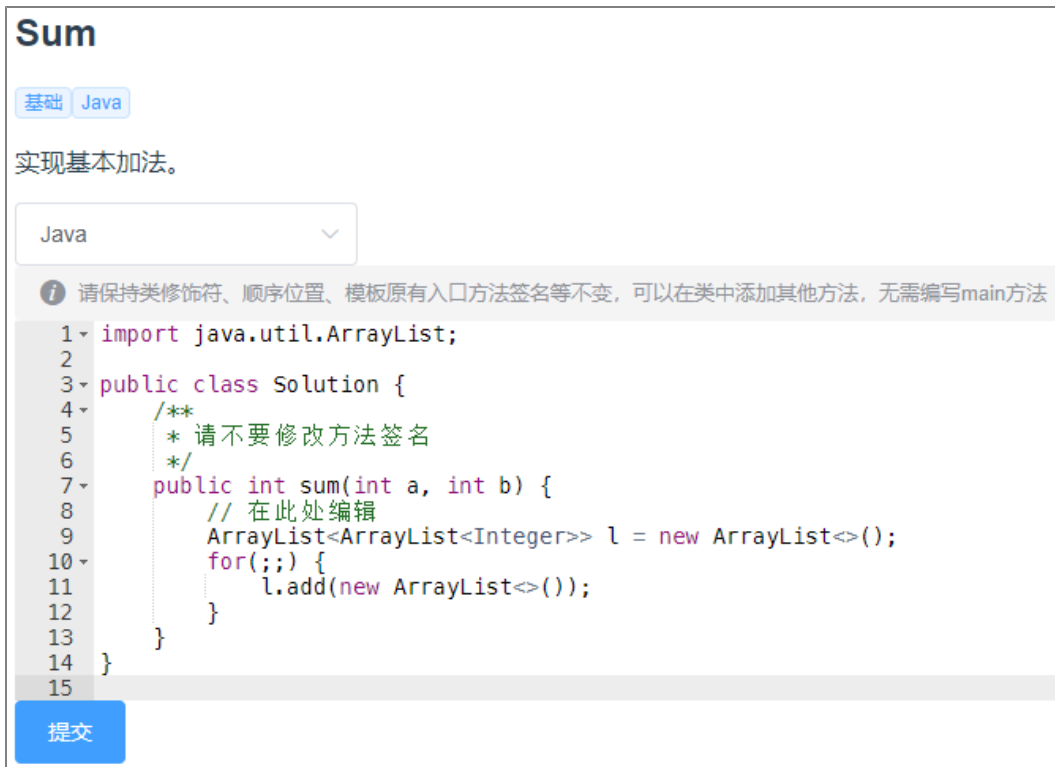 Sum
基础 Java
实现基本加法。
Java
请保持类修饰符、顺序位置、模板原有入口方法签名等不变，可以在类中添加其他方法，无需编写main方法
1 import java.util.ArrayList;
2
3 public class Solution {
4     /**
5      * 请不要修改方法签名
6      */
7     public int sum(int a, int b) {
8         // 在此处编辑
9         ArrayList<ArrayList<Integer>> l = new ArrayList<>();
10         for(;;) {
11             l.add(new ArrayList<>());
12         }
13     }
14 }
15
提交